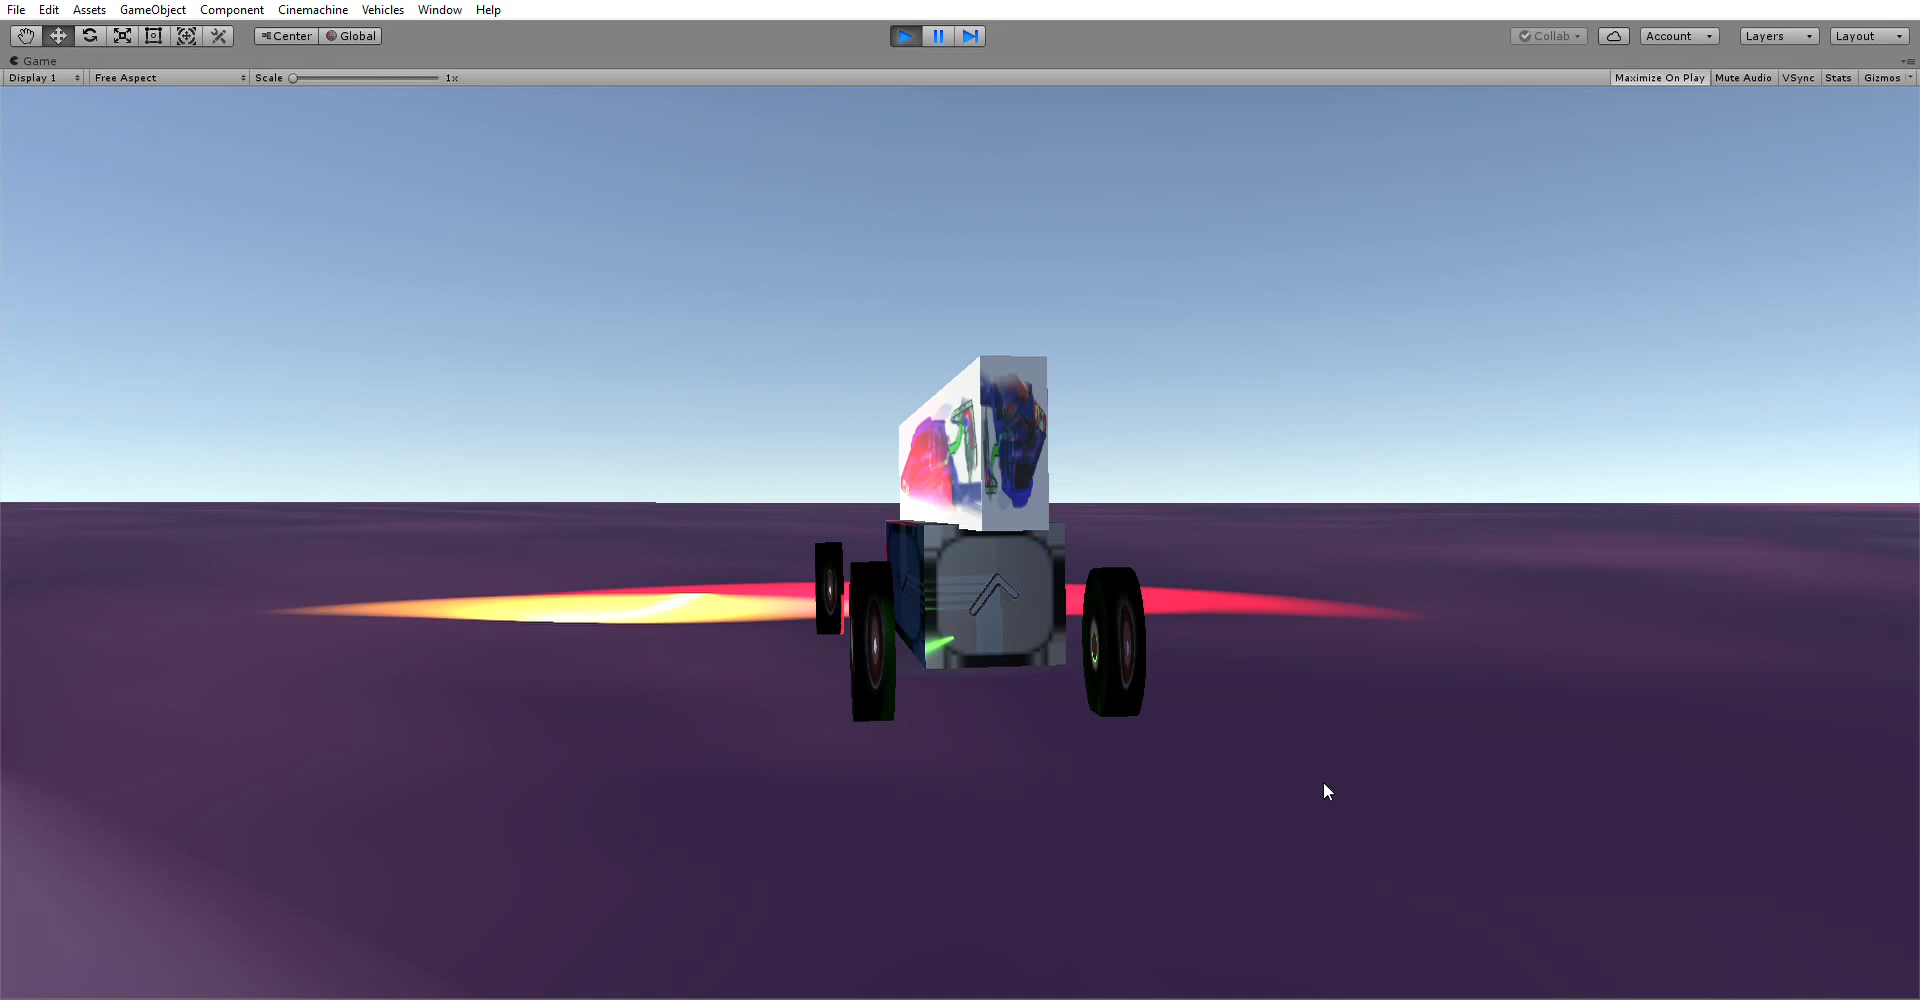 File Edit Assets GameObject Component Cinemachine Vehicles Window Help
Center Global Collab Account Layers Layout
Game
Display 1 Free Aspect Scale 1x Maximize On Play Mute Audio VSync Stats Gizmos